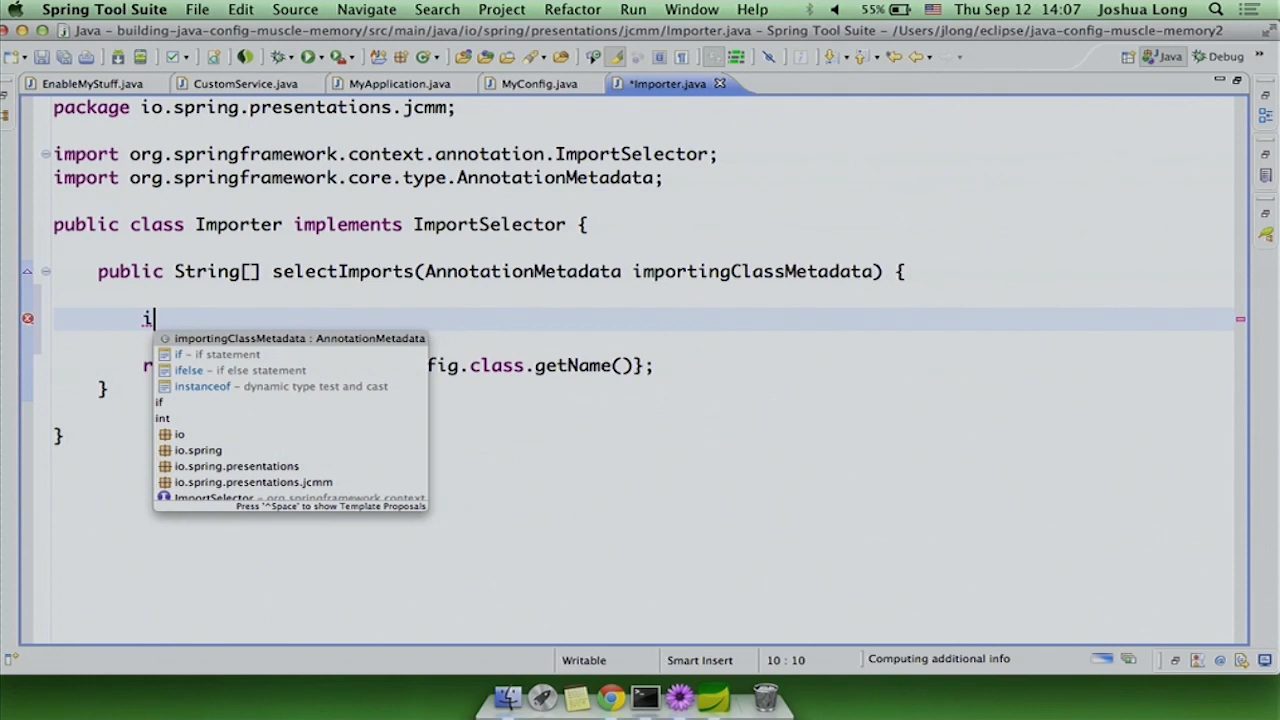 Spring Tool Suite File Edit Source Navigate Search Project Refactor Run Window Help 55% Thu Sep 12 14:07 Joshua Long
Java - building-java-config-muscle-memory/src/main/java/io/spring/presentations/jcmm/Importer.java - Spring Tool Suite - /Users/jlong/eclipse/java-config-muscle-memory2
Java Debug
EnableMyStuff.java CustomService.java MyApplication.java MyConfig.java *Importer.java
package io.spring.presentations.jcmm;
import org.springframework.context.annotation.ImportSelector;
import org.springframework.core.type.AnnotationMetadata;
public class Importer implements ImportSelector {
public String[] selectImports(AnnotationMetadata importingClassMetadata) {
i
importingClassMetadata : AnnotationMetadata
if - if statement
r fig.class.getName()};
ifelse - if else statement
instanceof - dynamic type test and cast
}
if
int
io
}
io.spring
io.spring.presentations
io.spring.presentations.jcmm
ImportSelector - org.springframework.context
Press '^Space' to show Template Proposals
Writable Smart Insert 10 : 10 Computing additional info